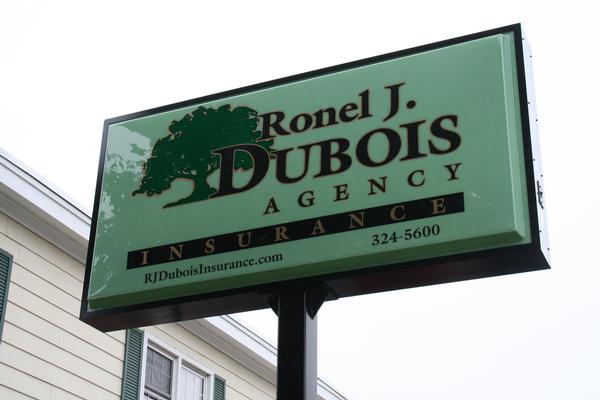 Ronel J.
DUBOIS
AGENCY
INSURANCE
RJDuboisInsurance.com
324-5600